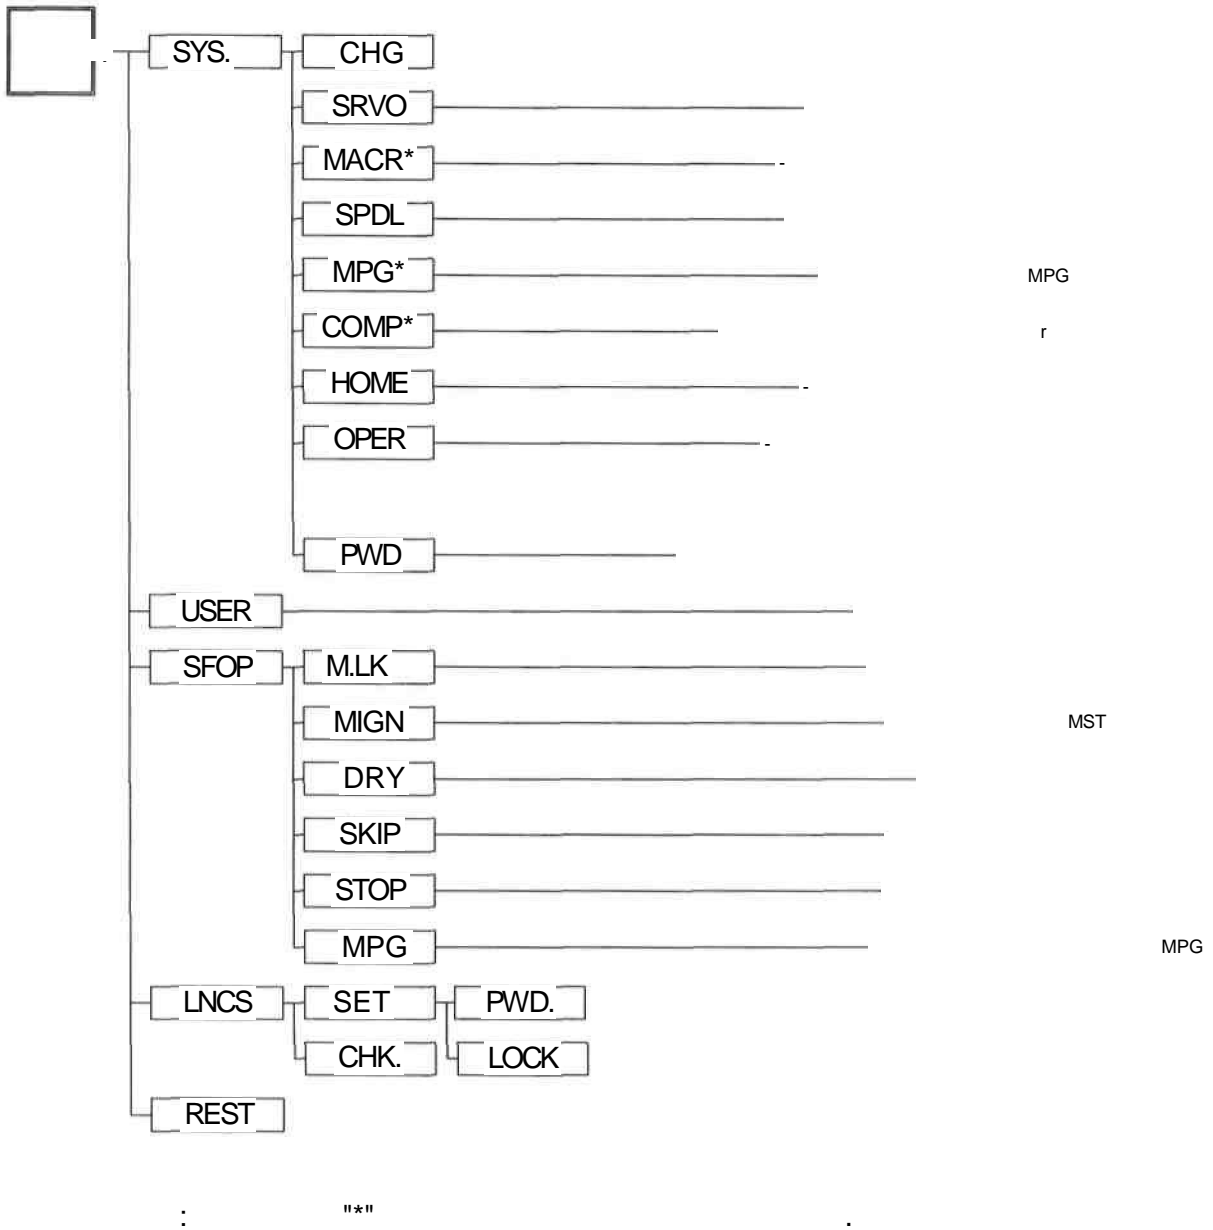 SYS. CHG
SRVO
MACR*
SPDL
MPG* MPG
COMP* r
HOME
OPER
PWD
USER
SFOP M.LK
MIGN MST
DRY
SKIP
STOP
MPG MPG
LNCS SET PWD.
CHK. LOCK
REST
: "*" .